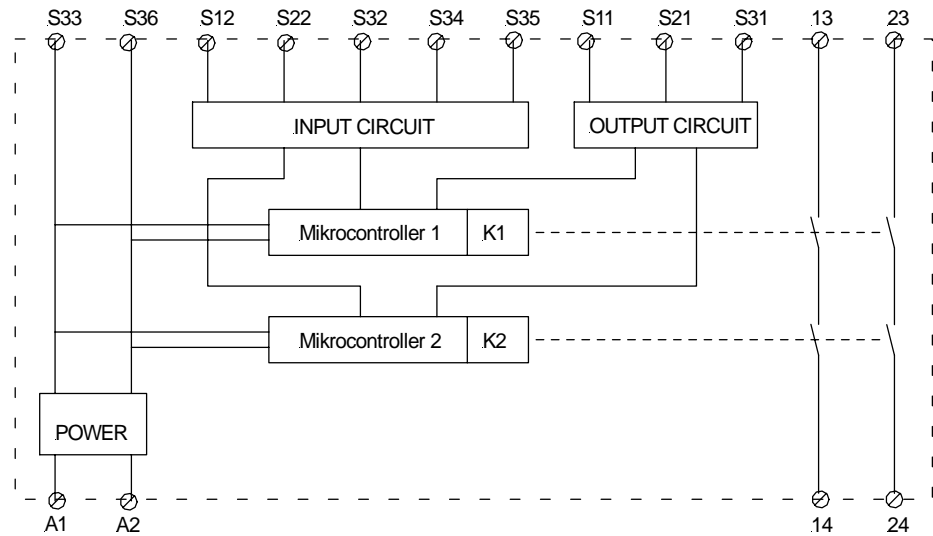 S33 S36 S12 S22 S32 S34 S35 S11 S21 S31 13 23
INPUT CIRCUIT OUTPUT CIRCUIT
Mikrocontroller 1 K1
Mikrocontroller 2 K2
POWER
A1 A2 14 24